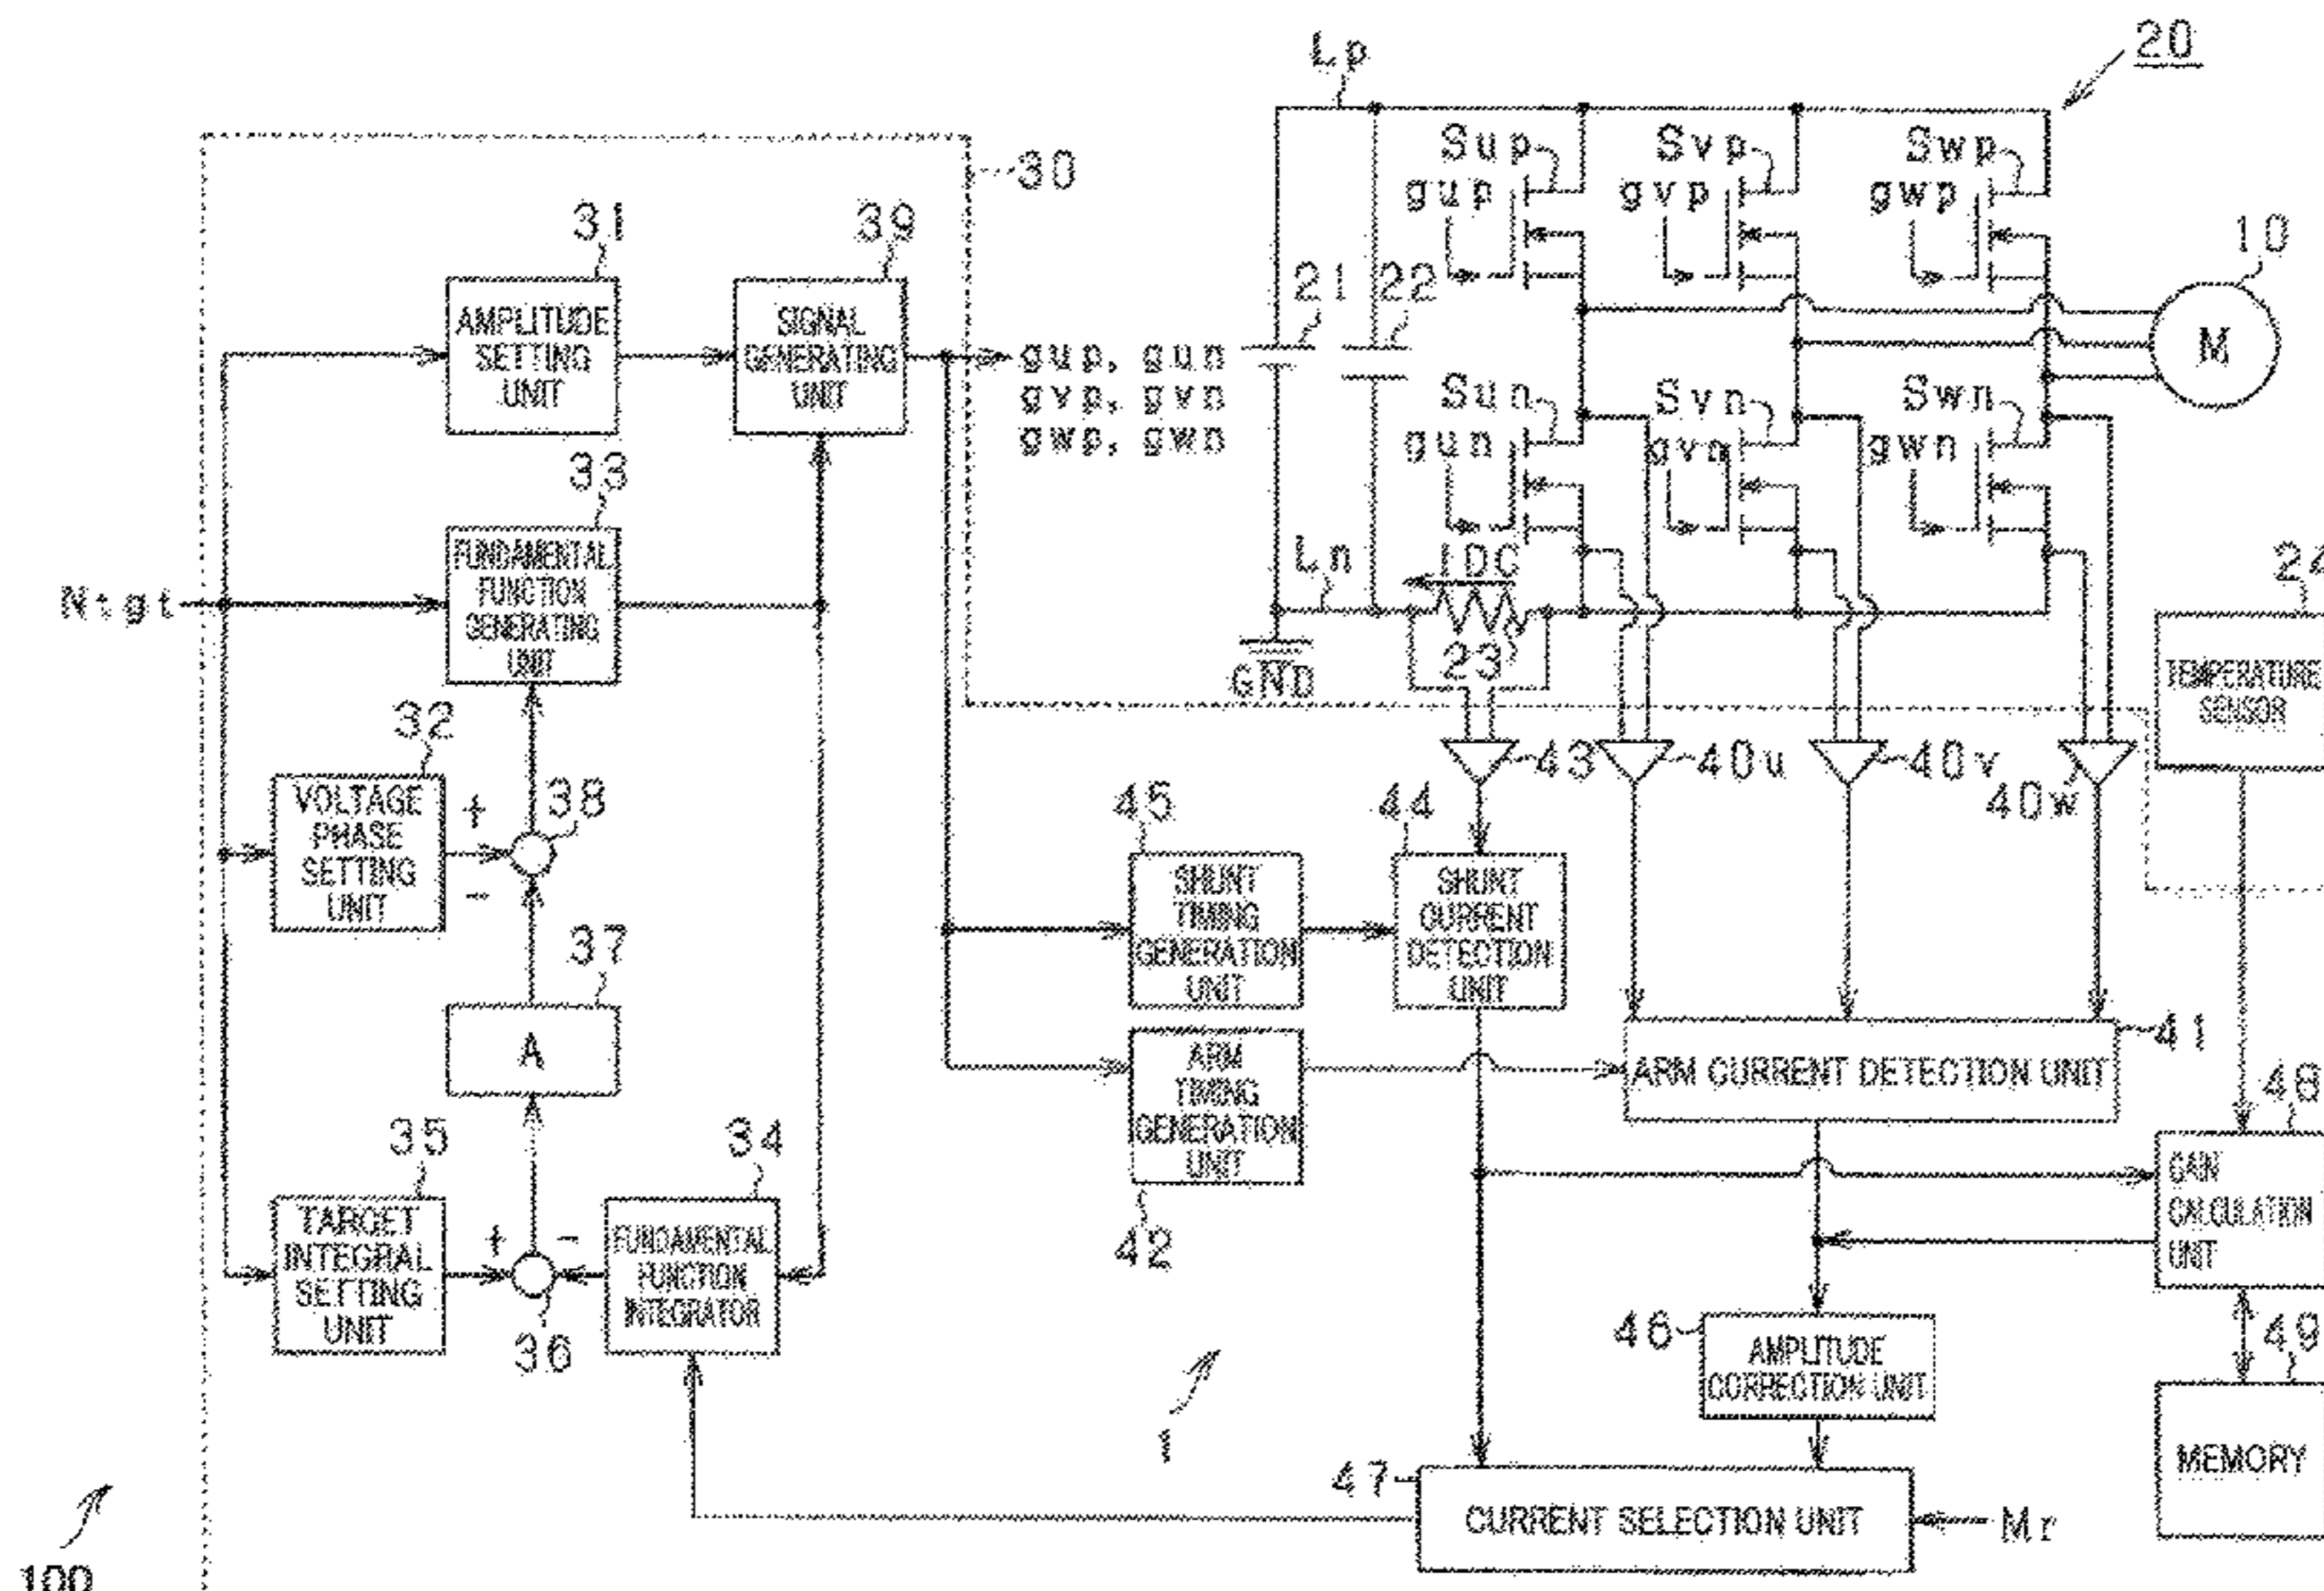 20
Lp
30
Sup
Svp
Swp
gup
gvp
gwp
31
39
10
21
22
AMPLITUDE
SETTING
UNIT
SIGNAL
GENERATING
UNIT
gup, gun
gvp, gvn
gwp, gwn
M
Sun
Svn
Swn
gun
gvn
gwn
33
FUNDAMENTAL
FUNCTION
GENERATING
UNIT
Ntgt
Ln
IDC
23
GND
24
TEMPERATURE
SENSOR
32
VOLTAGE
PHASE
SETTING
UNIT
+
-
38
43
40u
40v
40w
45
44
SHUNT
TIMING
GENERATION
UNIT
SHUNT
CURRENT
DETECTION
UNIT
37
A
ARM
TIMING
GENERATION
UNIT
42
ARM CURRENT DETECTION UNIT
41
48
GAIN
CALCULATION
UNIT
35
34
TARGET
INTEGRAL
SETTING
UNIT
+
-
36
FUNDAMENTAL
FUNCTION
INTEGRATOR
46
AMPLITUDE
CORRECTION UNIT
49
MEMORY
1
47
CURRENT SELECTION UNIT
Mr
100